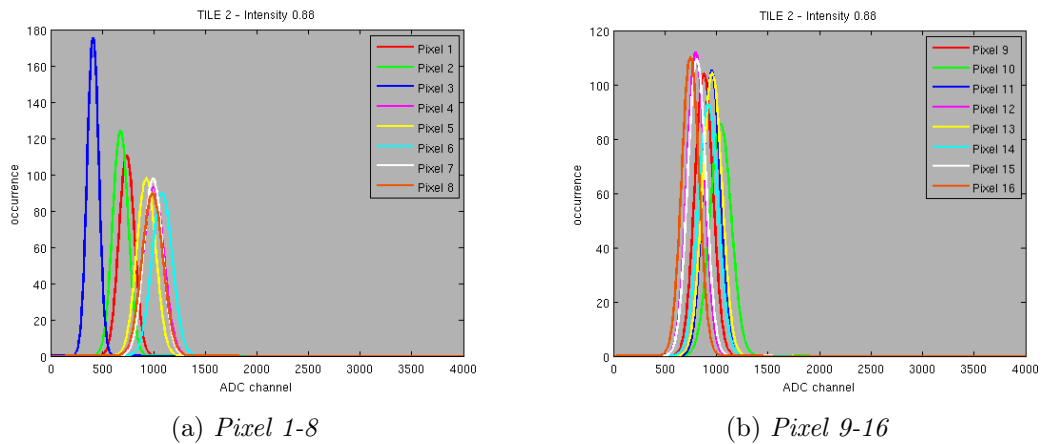 TILE 2 - Intensity 0.88
180
160
140
120
100
80
60
40
20
0
occurrence
0 500 1000 1500 2000 2500 3000 3500 4000
ADC channel
Pixel 1
Pixel 2
Pixel 3
Pixel 4
Pixel 5
Pixel 6
Pixel 7
Pixel 8
(a) Pixel 1-8
TILE 2 - Intensity 0.88
120
100
80
60
40
20
0
occurrence
0 500 1000 1500 2000 2500 3000 3500 4000
ADC channel
Pixel 9
Pixel 10
Pixel 11
Pixel 12
Pixel 13
Pixel 14
Pixel 15
Pixel 16
(b) Pixel 9-16